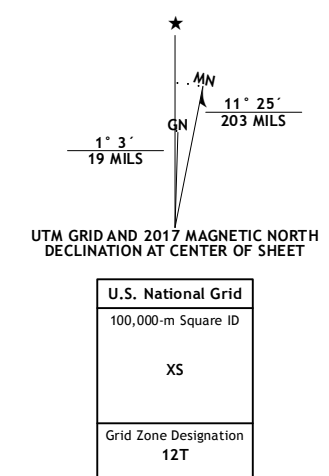 ★
MN
GN
11° 25´
203 MILS
1° 3´
19 MILS
UTM GRID AND 2017 MAGNETIC NORTH
DECLINATION AT CENTER OF SHEET
U.S. National Grid
100,000-m Square ID
XS
Grid Zone Designation
12T